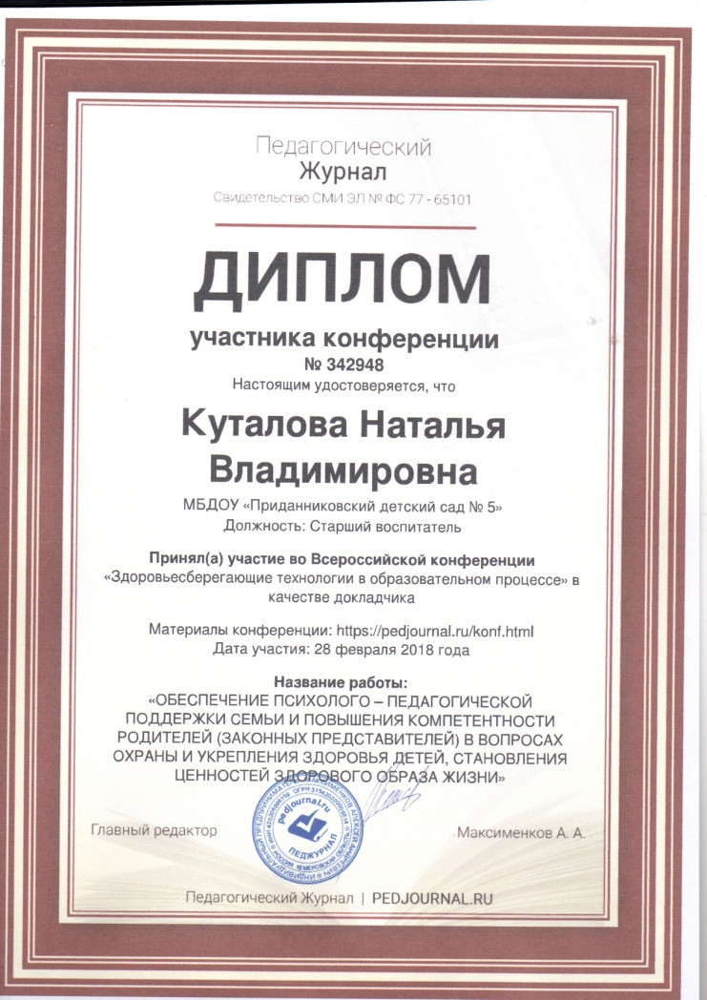 Педагогический
Журнал
Свидетельство СМИ ЭЛ № ФС 77 - 65101
ДИПЛОМ
участника конференции
№ 342948
Настоящим удостоверяется, что
Куталова Наталья
Владимировна
МБДОУ «Приданниковский детский сад № 5»
Должность: Старший воспитатель
Принял(а) участие во Всероссийской конференции
«Здоровьесберегающие технологии в образовательном процессе» в
качестве докладчика
Материалы конференции: https://pedjournal.ru/konf.html
Дата участия: 28 февраля 2018 года
Название работы:
«ОБЕСПЕЧЕНИЕ ПСИХОЛОГО – ПЕДАГОГИЧЕСКОЙ
ПОДДЕРЖКИ СЕМЬИ И ПОВЫШЕНИЯ КОМПЕТЕНТНОСТИ
РОДИТЕЛЕЙ (ЗАКОННЫХ ПРЕДСТАВИТЕЛЕЙ) В ВОПРОСАХ
ОХРАНЫ И УКРЕПЛЕНИЯ ЗДОРОВЬЯ ДЕТЕЙ, СТАНОВЛЕНИЯ
ЦЕННОСТЕЙ ЗДОРОВОГО ОБРАЗА ЖИЗНИ»
pedjournal.ru
ПЕДЖУРНАЛ
Главный редактор
Максименков А. А.
Педагогический Журнал | PEDJOURNAL.RU